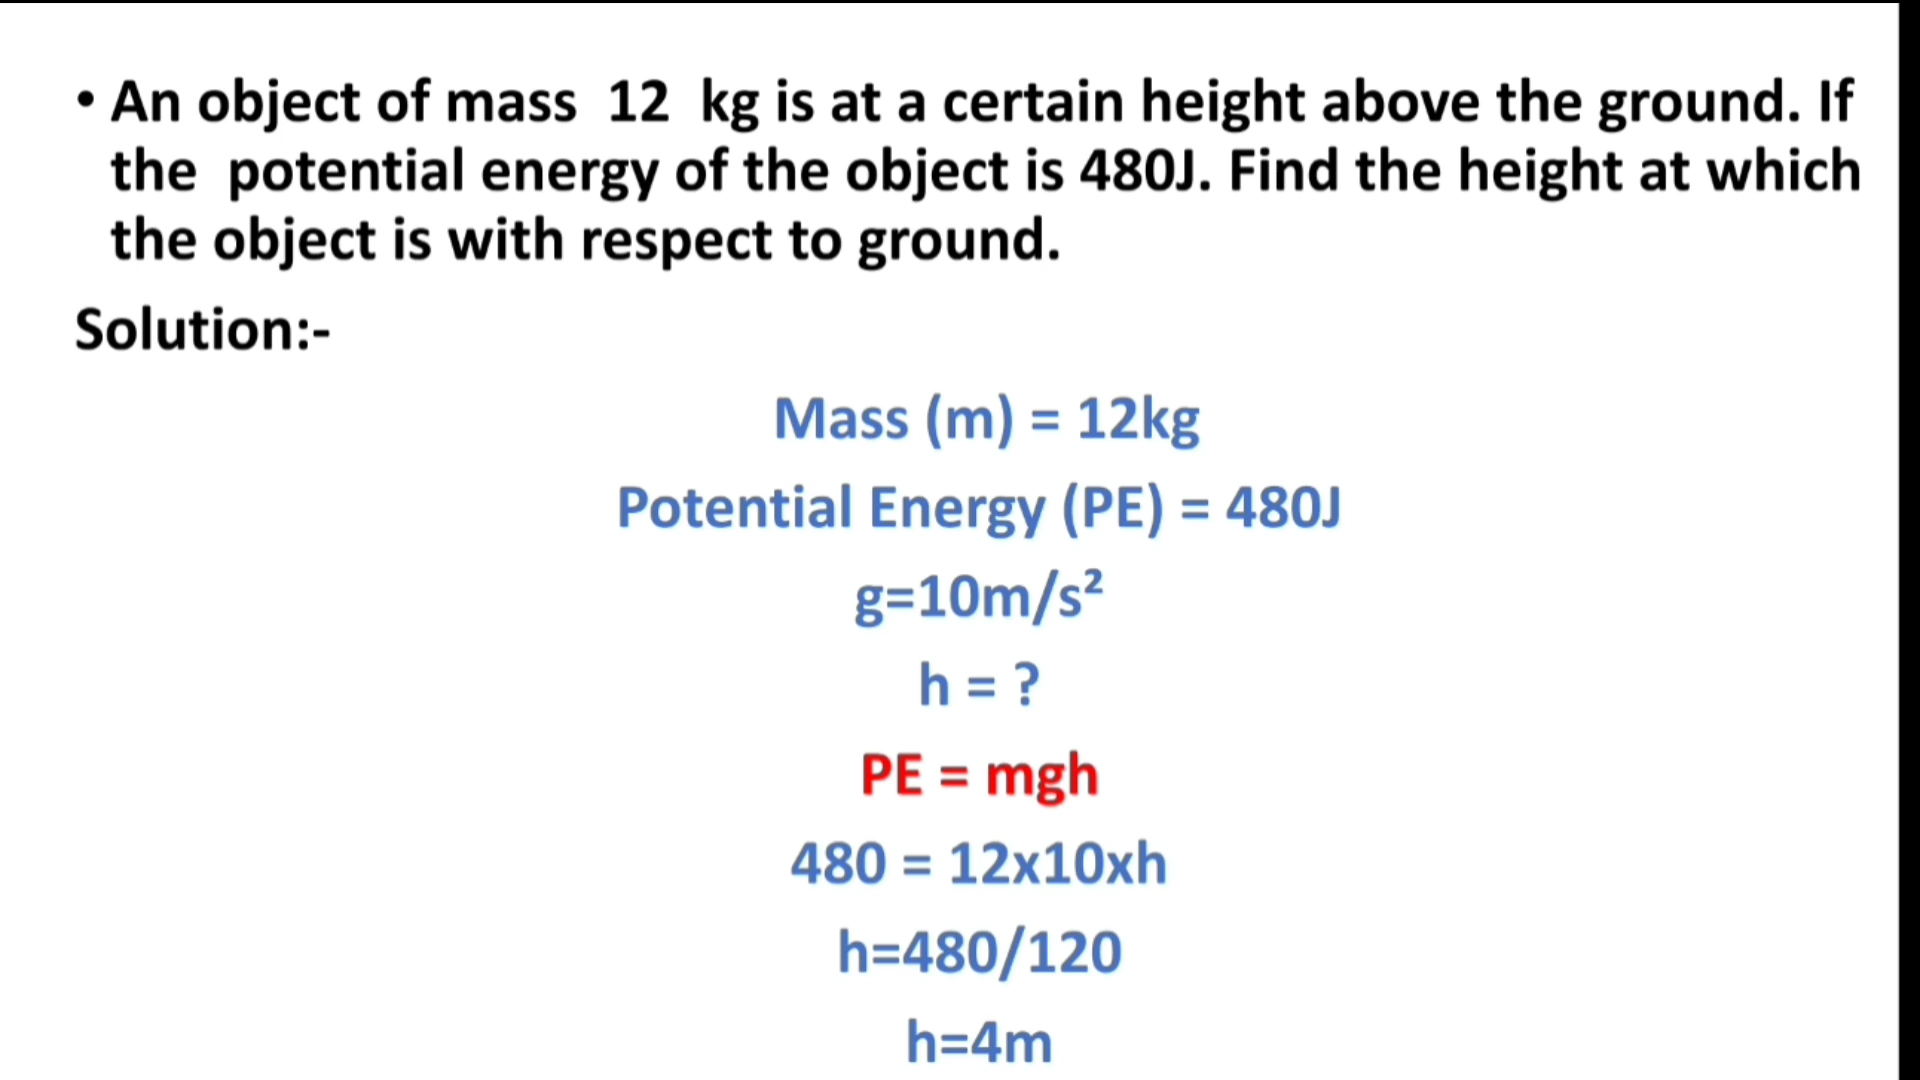 • An object of mass 12 kg is at a certain height above the ground. If
the potential energy of the object is 480J. Find the height at which
the object is with respect to ground.
Solution:-
Mass (m) = 12kg
Potential Energy (PE) = 480J
g=10m/s²
h = ?
PE = mgh
480 = 12x10xh
h=480/120
h=4m